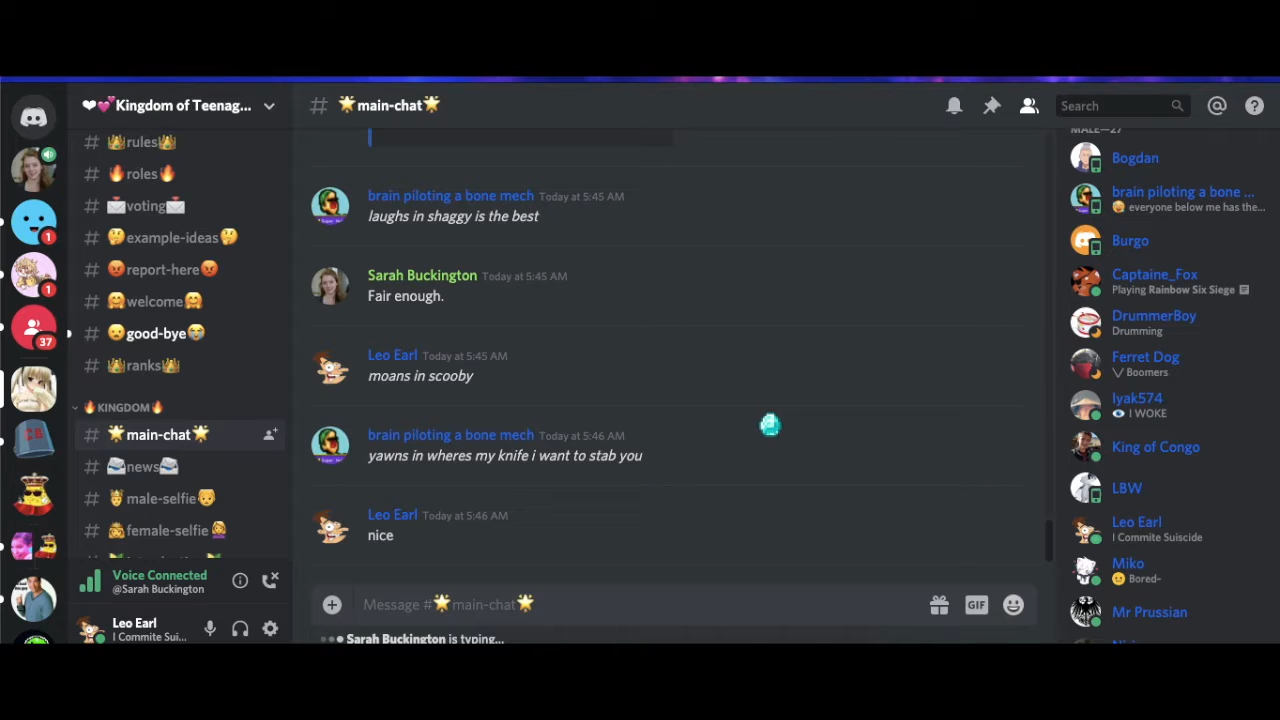 ❤💕Kingdom of Teenag...
# 👑rules👑
# 🔥roles🔥
# 📩voting📩
# 🤔example-ideas🤔
# 😡report-here😡
# 🤗welcome🤗
# 😦good-bye😭
# 👑ranks👑
🔥KINGDOM🔥
# 🌟main-chat🌟
# 📨news📨
# 🤴male-selfie👨
# 👸female-selfie🙎‍♀️
1
1
37
Voice Connected
@Sarah Buckington
Leo Earl
I Commite Sui...
# 🌟main-chat🌟
Search
brain piloting a bone mech Today at 5:45 AM
laughs in shaggy is the best
Sarah Buckington Today at 5:45 AM
Fair enough.
Leo Earl Today at 5:45 AM
moans in scooby
brain piloting a bone mech Today at 5:46 AM
yawns in wheres my knife i want to stab you
Leo Earl Today at 5:46 AM
nice
Message #🌟main-chat🌟
GIF
Sarah Buckington is typing...
MALE—27
Bogdan
brain piloting a bone ...
everyone below me has the...
Burgo
Captaine_Fox
Playing Rainbow Six Siege
DrummerBoy
Drumming
Ferret Dog
\/ Boomers
Iyak574
👁 I WOKE
King of Congo
LBW
Leo Earl
I Commite Suiscide
Miko
😐 Bored~
Mr Prussian